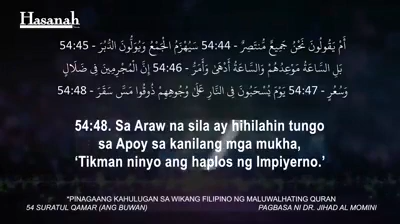 Hasanah
أَمْ يَقُولُونَ نَحْنُ جَمِيعٌ مُّنتَصِرٌ - 54:44 سَيُهْزَمُ الْجَمْعُ وَيُوَلُّونَ الدُّبُرَ - 54:45
بَلِ السَّاعَةُ مَوْعِدُهُمْ وَالسَّاعَةُ أَدْهَىٰ وَأَمَرُّ - 54:46 إِنَّ الْمُجْرِمِينَ فِي ضَلَالٍ
وَسُعُرٍ - 54:47 يَوْمَ يُسْحَبُونَ فِي النَّارِ عَلَىٰ وُجُوهِهِمْ ذُوقُوا مَسَّ سَقَرَ - 54:48
54:48. Sa Araw na sila ay hihilahin tungo
sa Apoy sa kanilang mga mukha,
‘Tikman ninyo ang haplos ng Impiyerno.’
*PINAGAANG KAHULUGAN SA WIKANG FILIPINO NG MALUWALHATING QURAN
54 SURATUL QAMAR (ANG BUWAN) PAGBASA NI DR. JIHAD AL MOMINI